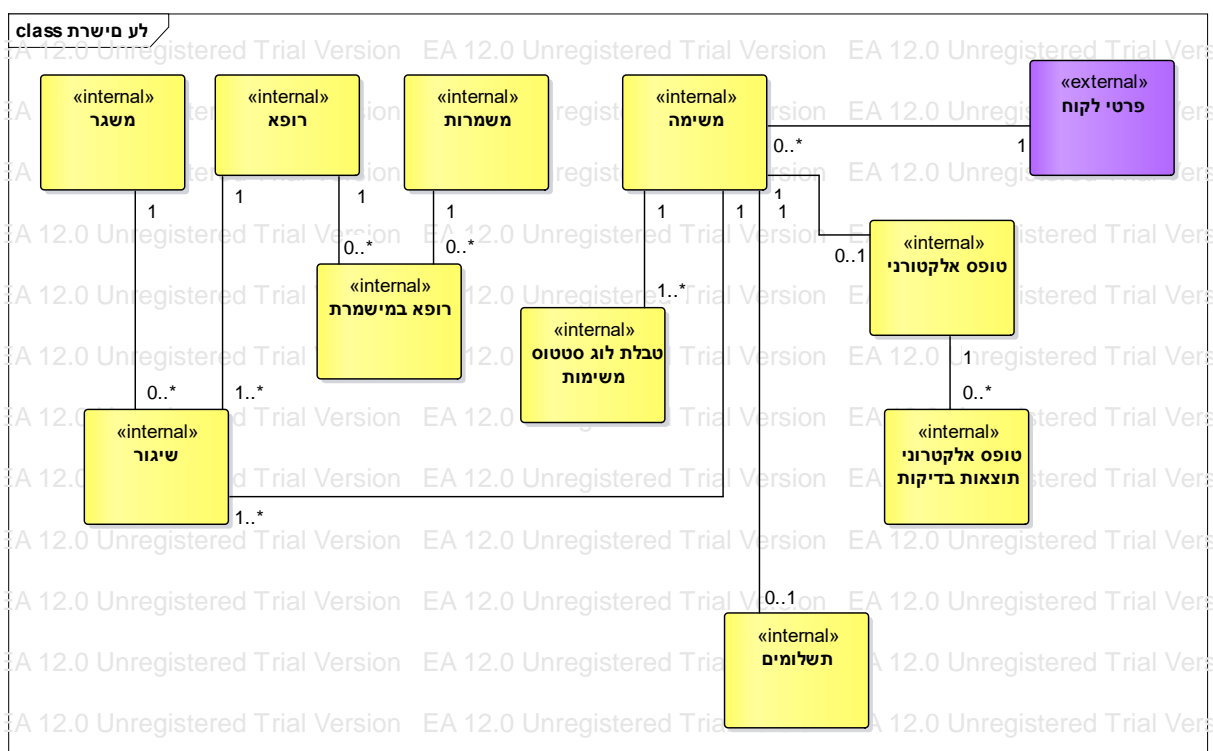 class תרשים על
«internal»
משגר
«internal»
רופא
«internal»
משמרות
«internal»
משימה
«external»
פרטי לקוח
0..*
1
1
1
1
1
1
1
1
1
1
0..*
0..*
0..1
«internal»
טופס אלקטורני
«internal»
רופא במישמרת
1..*
«internal»
טבלת לוג סטטוס
משימות
1
0..*
0..*
1..*
«internal»
שיגור
«internal»
טופס אלקטרוני
תוצאות בדיקות
1..*
0..1
«internal»
תשלומים
EA 12.0 Unregistered Trial Version